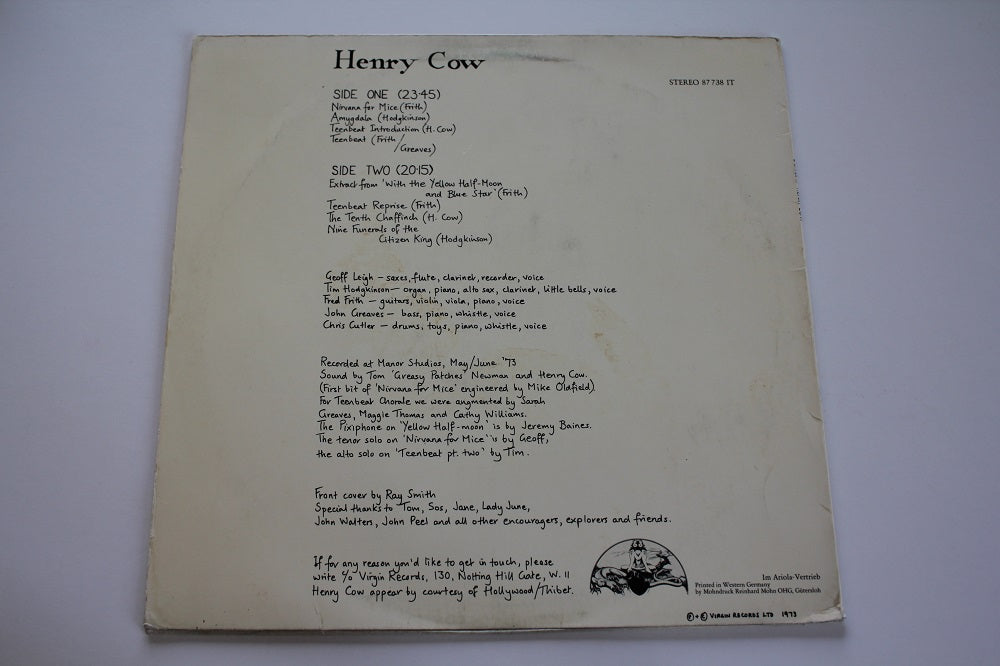 Henry Cow
STEREO 87 738 IT
SIDE ONE (23·45)
Nirvana for Mice (Frith)
Amygdala (Hodgkinson)
Teenbeat Introduction (H. Cow)
Teenbeat (Frith/
Greaves)
SIDE TWO (20·15)
Extract from 'With the Yellow Half-Moon
and Blue Star' (Frith)
Teenbeat Reprise (Frith)
The Tenth Chaffinch (H. Cow)
Nine Funerals of the
Citizen King (Hodgkinson)
Geoff Leigh — saxes, flute, clarinet, recorder, voice
Tim Hodgkinson — organ, piano, alto sax, clarinet, little bells, voice
Fred Frith — guitars, violin, viola, piano, voice
John Greaves — bass, piano, whistle, voice
Chris Cutler — drums, toys, piano, whistle, voice
Recorded at Manor Studios, May/June '73
Sound by Tom 'Greasy Patches' Newman and Henry Cow.
(First bit of 'Nirvana for Mice' engineered by Mike Oldfield)
For Teenbeat Chorale we were augmented by Sarah
Greaves, Maggie Thomas and Cathy Williams.
The Pixiphone on 'Yellow Half-moon' is by Jeremy Baines.
The tenor solo on 'Nirvana for Mice' is by Geoff,
the alto solo on 'Teenbeat pt. two' by Tim.
Front cover by Ray Smith
Special thanks to Tom, Sos, Jane, Lady June,
John Walters, John Peel and all other encouragers, explorers and friends.
If for any reason you'd like to get in touch, please
write c/o Virgin Records, 130, Notting Hill Gate, W. 11
Henry Cow appear by courtesy of Hollywood/Thibet.
Im Ariola-Vertrieb
Printed in Western Germany
by Mohndruck Reinhard Mohn OHG, Gütersloh
℗ + © VIRGIN RECORDS LTD 1973